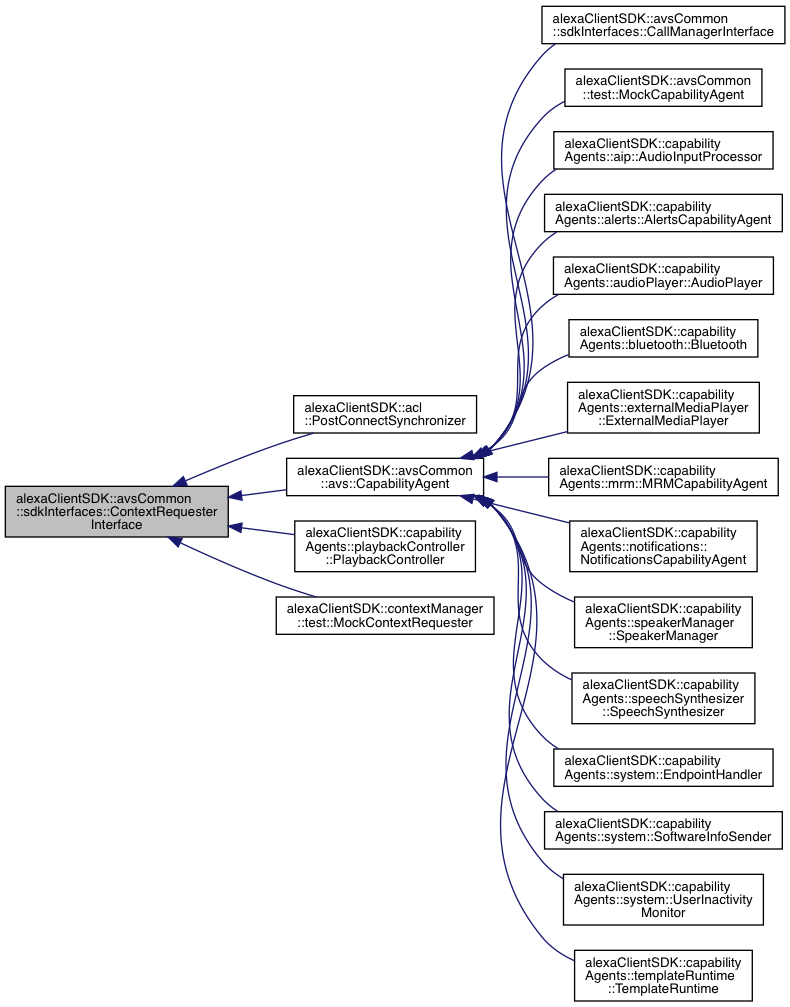 alexaClientSDK::avsCommon
::sdkInterfaces::CallManagerInterface
alexaClientSDK::avsCommon
::test::MockCapabilityAgent
alexaClientSDK::capability
Agents::aip::AudioInputProcessor
alexaClientSDK::capability
Agents::alerts::AlertsCapabilityAgent
alexaClientSDK::capability
Agents::audioPlayer::AudioPlayer
alexaClientSDK::capability
Agents::bluetooth::Bluetooth
alexaClientSDK::capability
Agents::externalMediaPlayer
::ExternalMediaPlayer
alexaClientSDK::acl
::PostConnectSynchronizer
alexaClientSDK::avsCommon
::avs::CapabilityAgent
alexaClientSDK::capability
Agents::mrm::MRMCapabilityAgent
alexaClientSDK::avsCommon
::sdkInterfaces::ContextRequester
Interface
alexaClientSDK::capability
Agents::playbackController
::PlaybackController
alexaClientSDK::capability
Agents::notifications::
NotificationsCapabilityAgent
alexaClientSDK::contextManager
::test::MockContextRequester
alexaClientSDK::capability
Agents::speakerManager
::SpeakerManager
alexaClientSDK::capability
Agents::speechSynthesizer
::SpeechSynthesizer
alexaClientSDK::capability
Agents::system::EndpointHandler
alexaClientSDK::capability
Agents::system::SoftwareInfoSender
alexaClientSDK::capability
Agents::system::UserInactivity
Monitor
alexaClientSDK::capability
Agents::templateRuntime
::TemplateRuntime